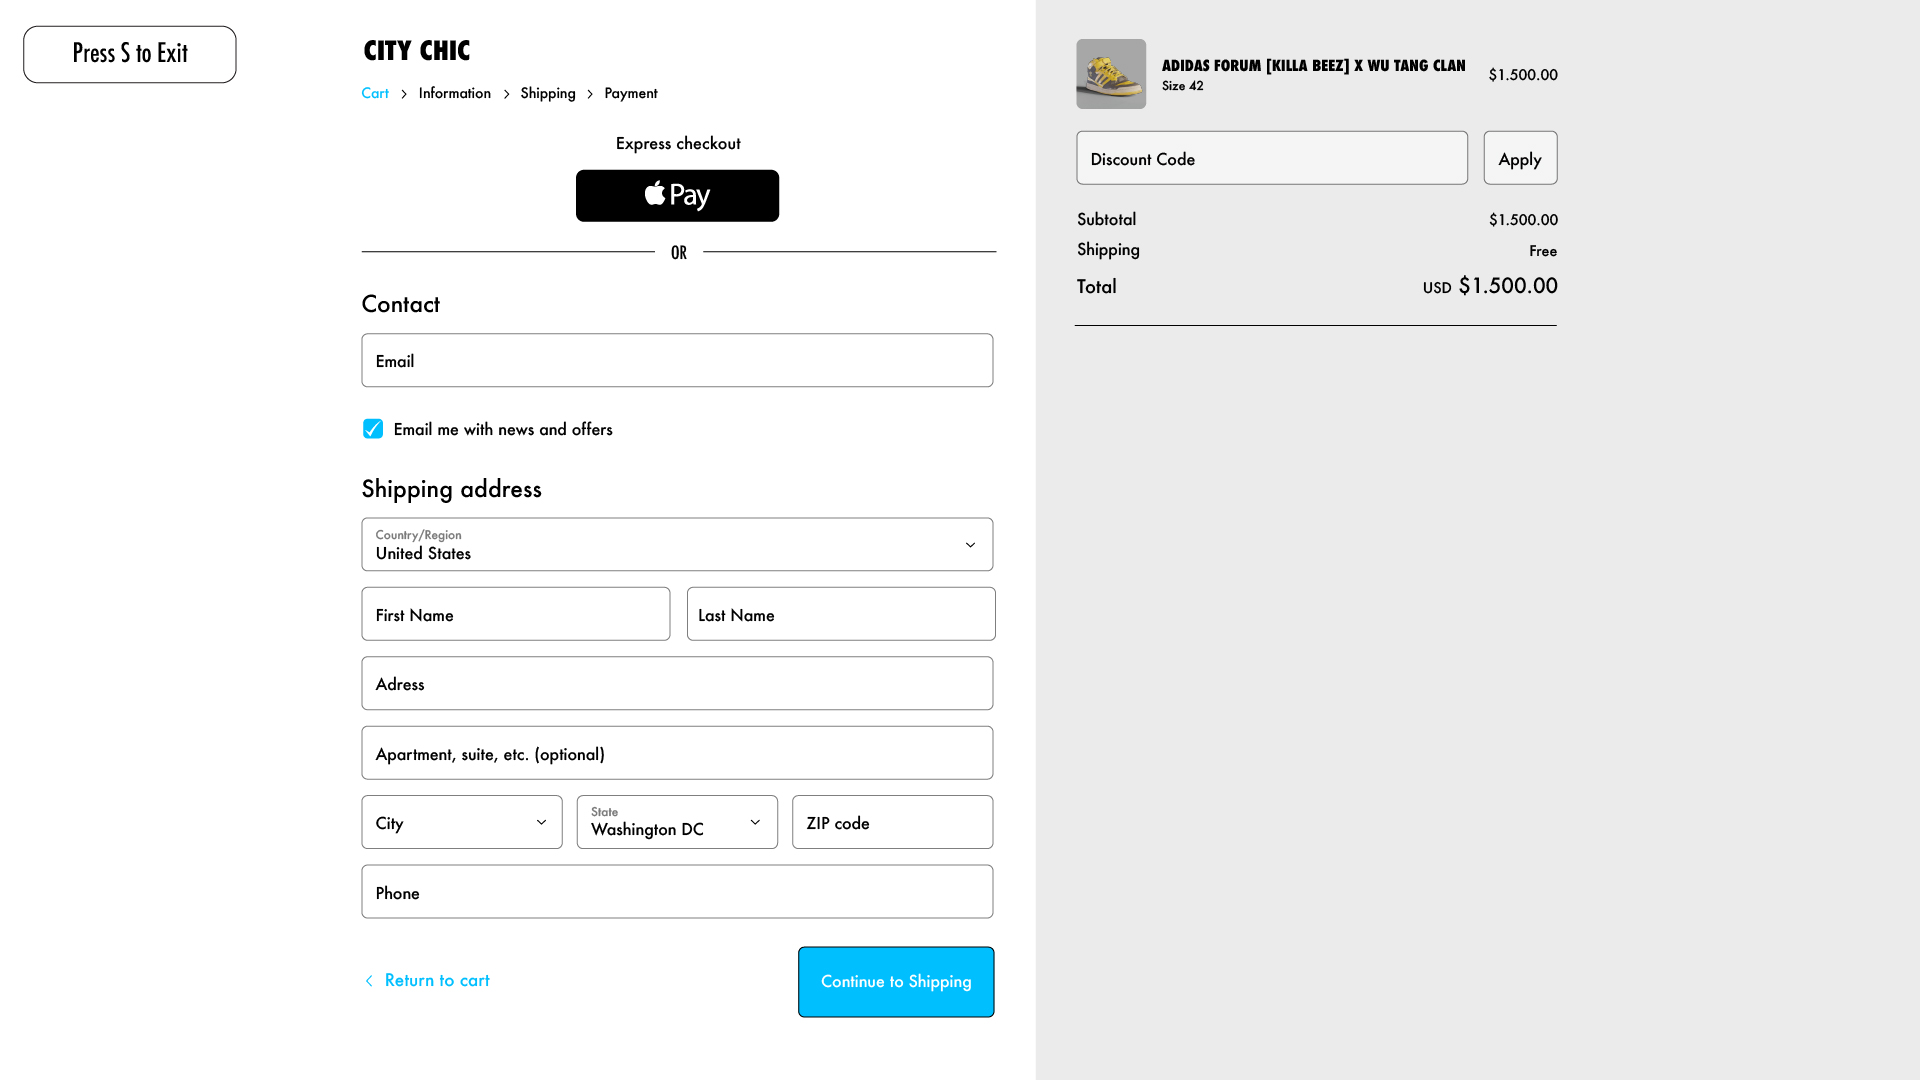 Press S to Exit
CITY CHIC
Cart > Information > Shipping > Payment
Express checkout
Pay
OR
Contact
Email
Email me with news and offers
Shipping address
Country/Region
United States
First Name
Last Name
Adress
Apartment, suite, etc. (optional)
City
State
Washington DC
ZIP code
Phone
Return to cart
Continue to Shipping
ADIDAS FORUM [KILLA BEEZ] X WU TANG CLAN
Size 42
$1.500.00
Discount Code
Apply
Subtotal
$1.500.00
Shipping
Free
Total
USD $1.500.00